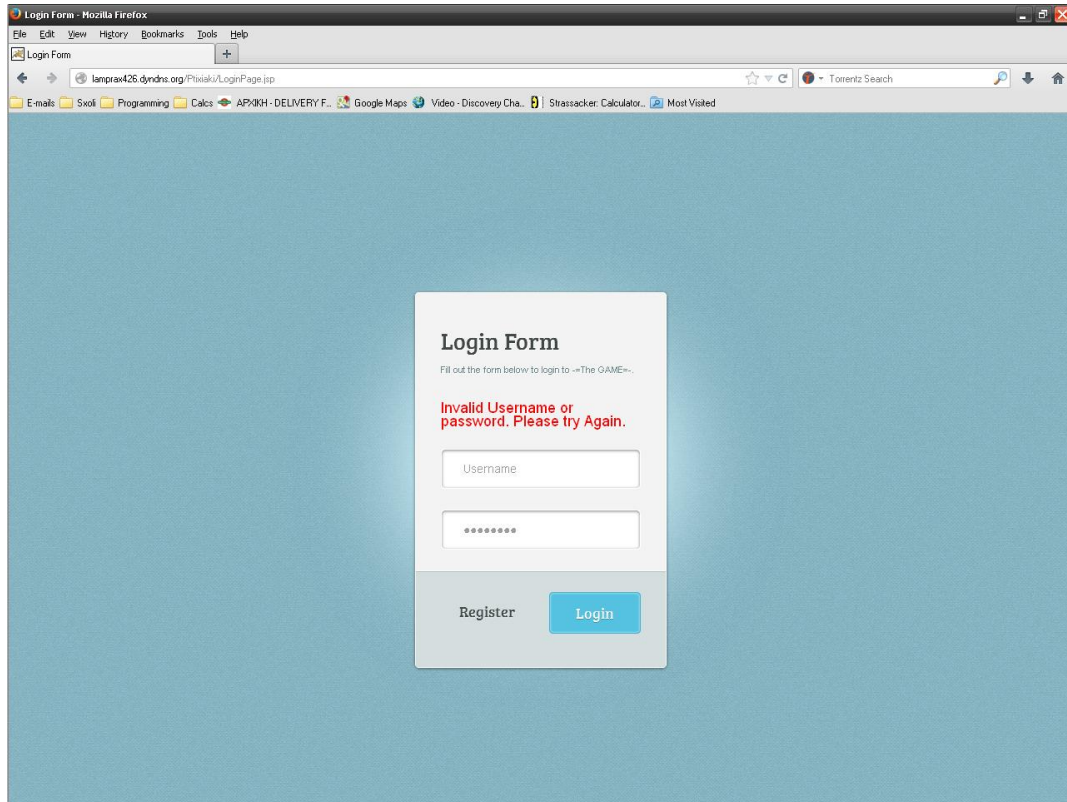 Login Form - Mozilla Firefox
File Edit View History Bookmarks Tools Help
Login Form
lamprax426.dyndns.org/Ptixiaki/LoginPage.jsp
Torrentz Search
E-mails Sxoli Programming Calcs ΑΡΧΙΚΗ - DELIVERY F... Google Maps Video - Discovery Cha... Strassacker: Calculator... Most Visited
Login Form
Fill out the form below to login to -=The GAME=-.
Invalid Username or
password. Please try Again.
Username
Register Login